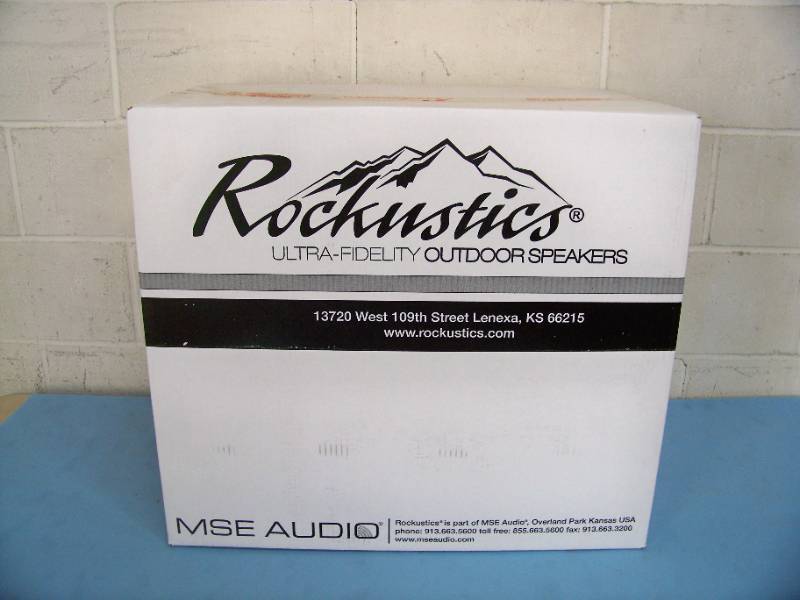 Rockustics®
ULTRA-FIDELITY OUTDOOR SPEAKERS
13720 West 109th Street Lenexa, KS 66215
www.rockustics.com
MSE AUDIO®
Rockustics® is part of MSE Audio®, Overland Park Kansas USA
phone: 913.663.5600 toll free: 855.663.5600 fax: 913.663.3200
www.mseaudio.com